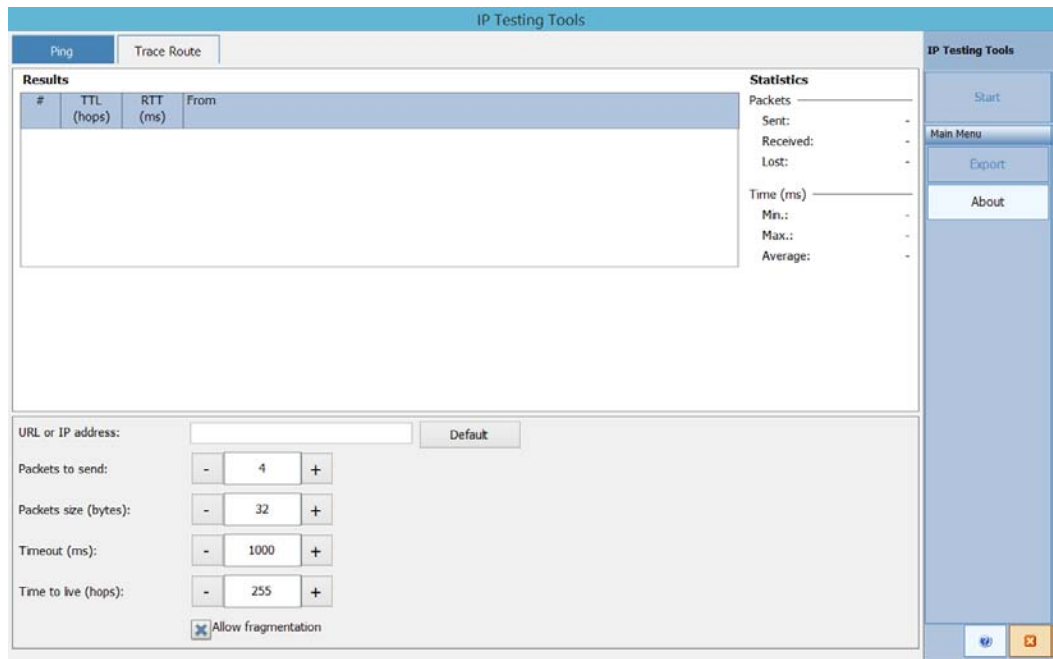 IP Testing Tools
Ping
Trace Route
Results
# TTL (hops) RTT (ms) From
Statistics
Packets
Sent: -
Received: -
Lost: -
Time (ms)
Min.: -
Max.: -
Average: -
URL or IP address:
Default
Packets to send: - 4 +
Packets size (bytes): - 32 +
Timeout (ms): - 1000 +
Time to live (hops): - 255 +
Allow fragmentation
IP Testing Tools
Start
Main Menu
Export
About